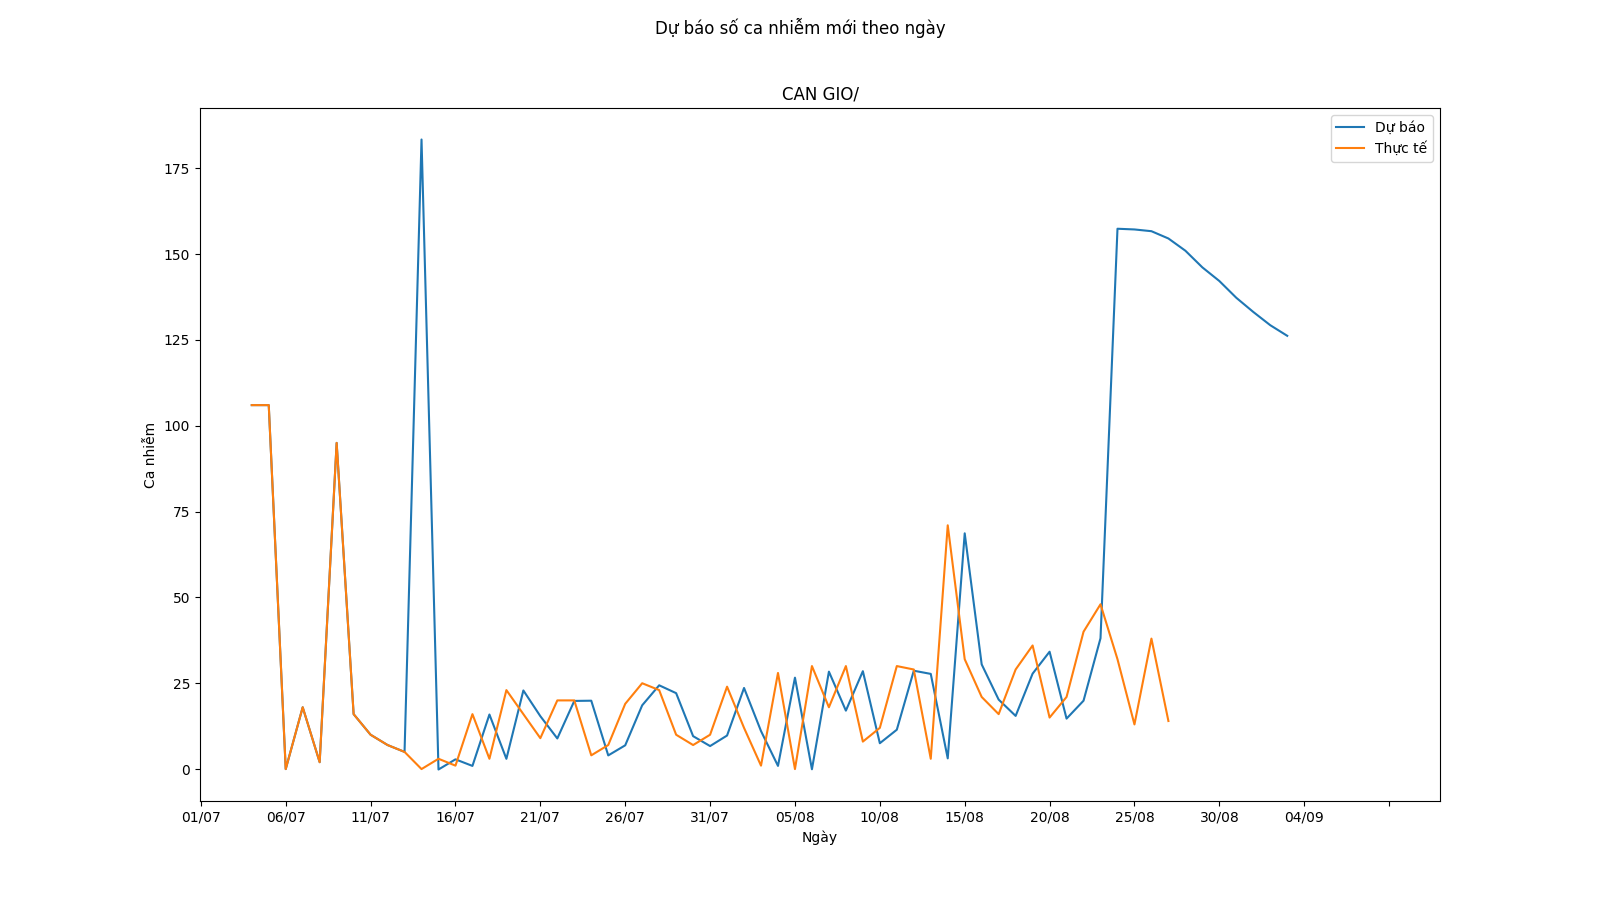 Dự báo số ca nhiễm mới theo ngày
CAN GIO/
Dự báo
Thực tế
175
150
125
100
75
50
25
0
Ca nhiễm
01/07 06/07 11/07 16/07 21/07 26/07 31/07 05/08 10/08 15/08 20/08 25/08 30/08 04/09
Ngày